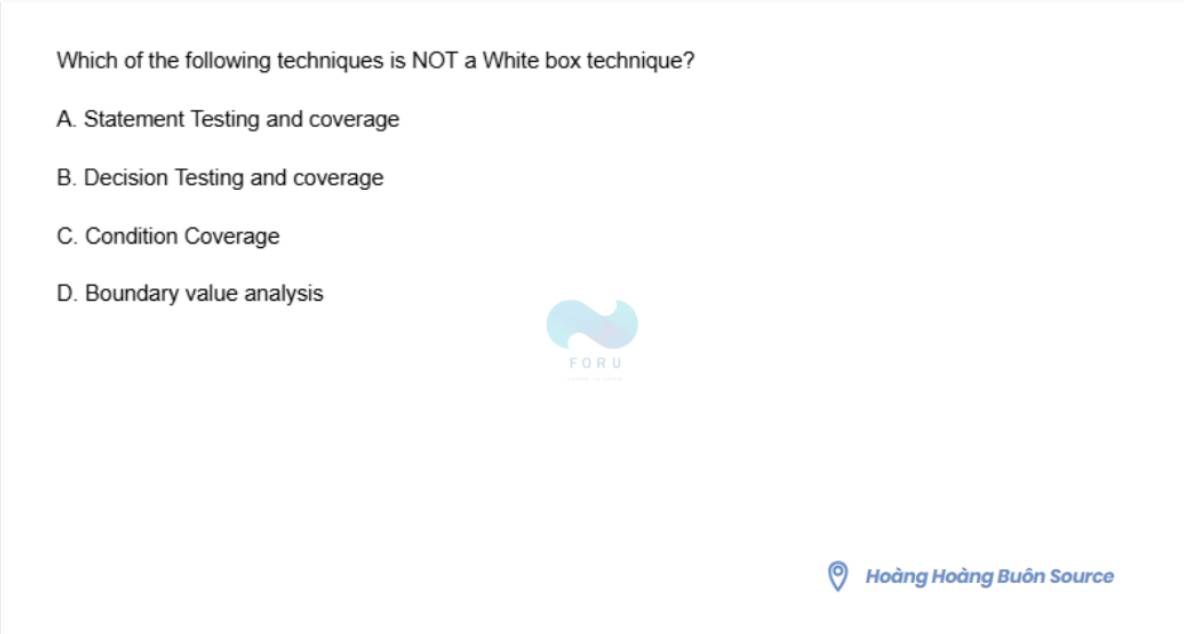 Which of the following techniques is NOT a White box technique?
A. Statement Testing and coverage
B. Decision Testing and coverage
C. Condition Coverage
D. Boundary value analysis
FORU
Hoàng Hoàng Buôn Source